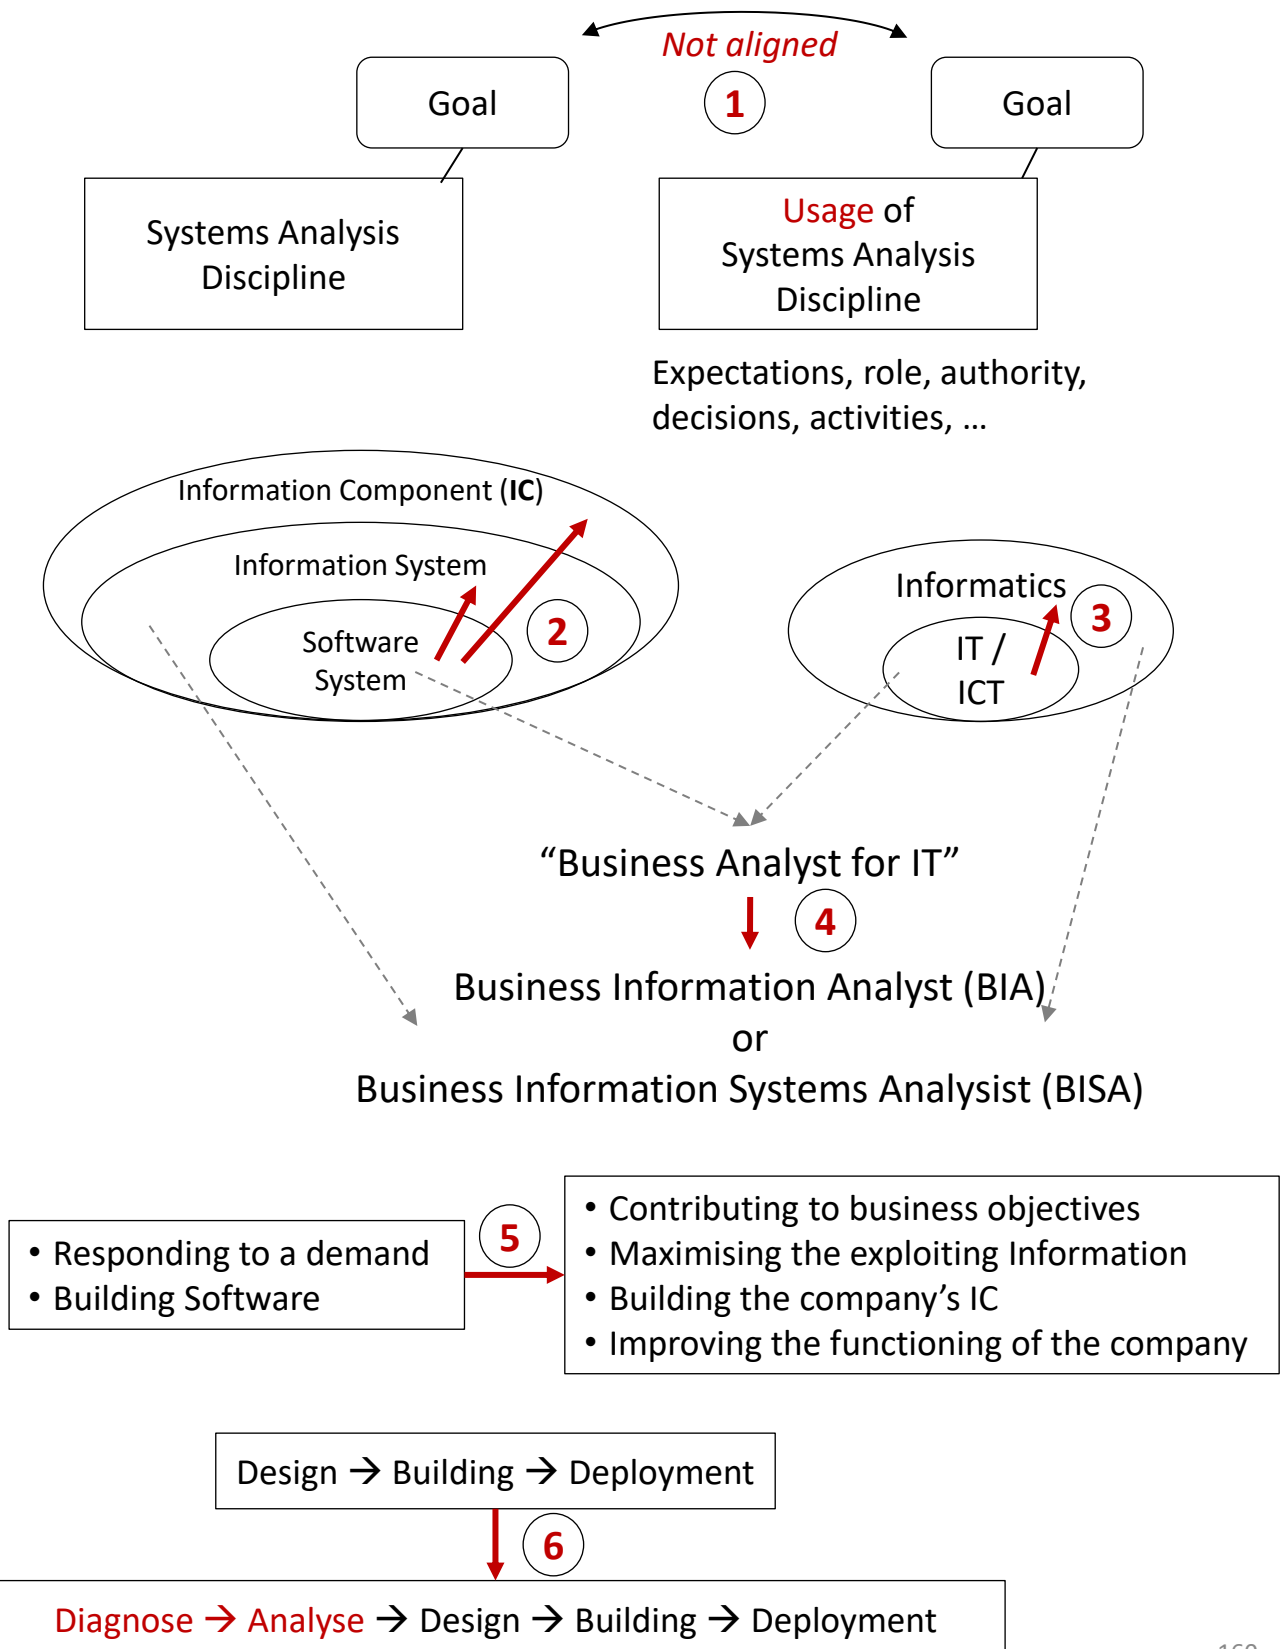 Not aligned
Goal
1
Goal
Systems Analysis
Discipline
Usage of
Systems Analysis
Discipline
Expectations, role, authority,
decisions, activities, ...
Information Component (IC)
Information System
Software
System
2
Informatics
IT /
ICT
3
“Business Analyst for IT”
4
Business Information Analyst (BIA)
or
Business Information Systems Analysist (BISA)
• Responding to a demand
• Building Software
5
• Contributing to business objectives
• Maximising the exploiting Information
• Building the company’s IC
• Improving the functioning of the company
Design → Building → Deployment
6
Diagnose → Analyse → Design → Building → Deployment